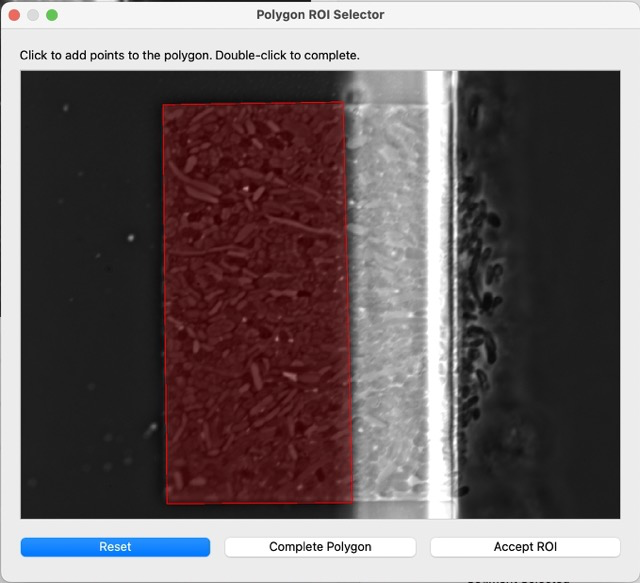 Polygon ROI Selector
Click to add points to the polygon. Double-click to complete.
Reset
Complete Polygon
Accept ROI